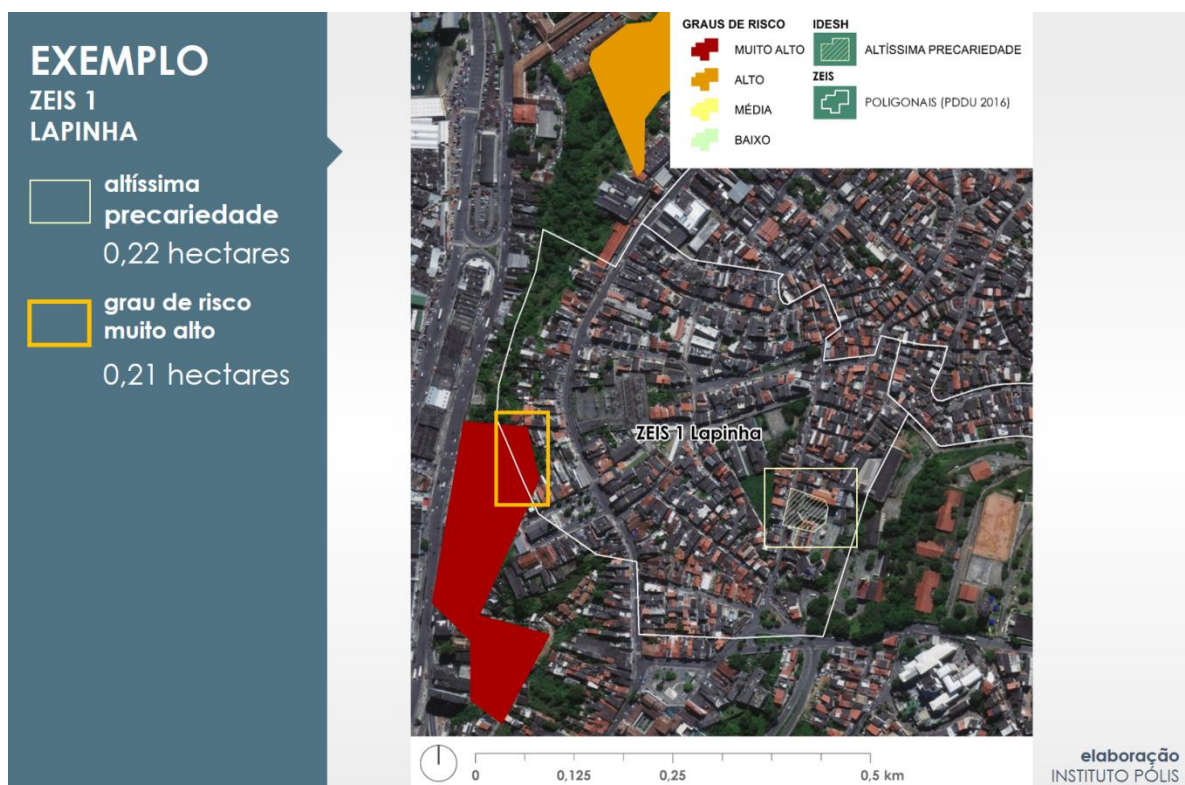 EXEMPLO
ZEIS 1
LAPINHA
altíssima
precariedade
0,22 hectares
grau de risco
muito alto
0,21 hectares
GRAUS DE RISCO
MUITO ALTO
ALTO
MÉDIA
BAIXO
IDESH
ALTÍSSIMA PRECARIEDADE
ZEIS
POLIGONAIS (PDDU 2016)
ZEIS 1 Lapinha
0 0,125 0,25 0,5 km
elaboração
INSTITUTO PÓLIS